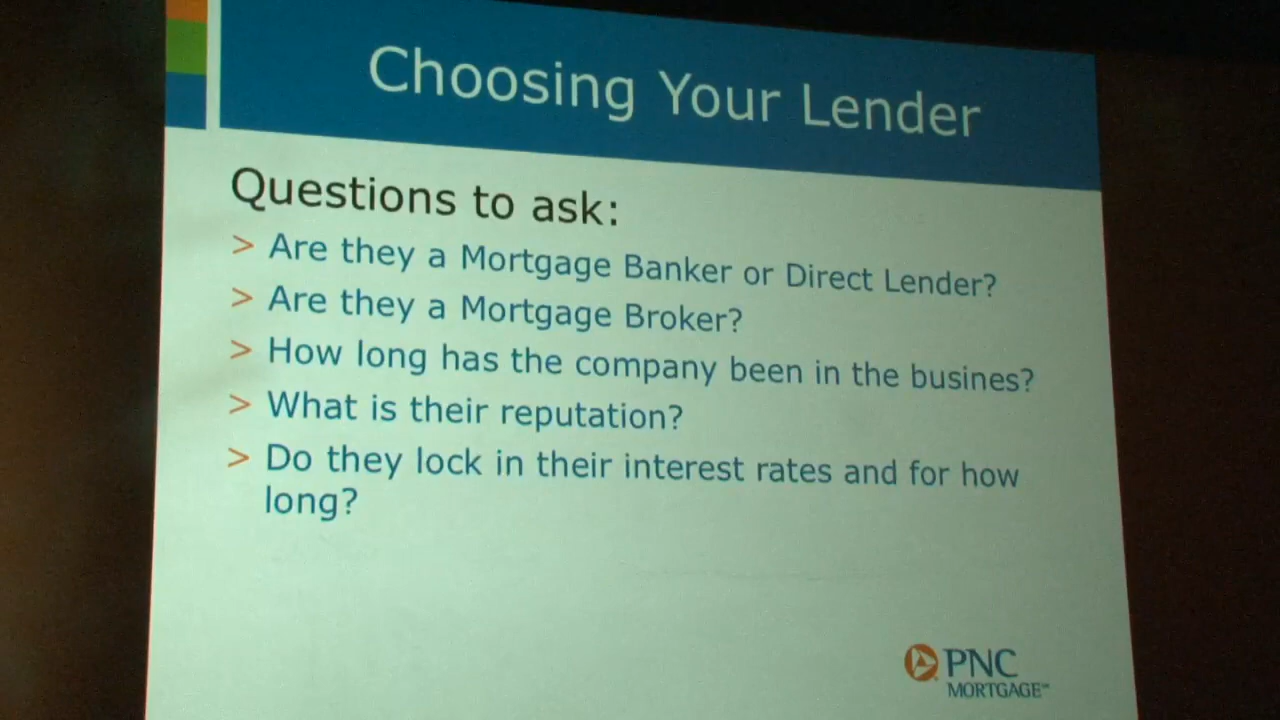 Choosing Your Lender
Questions to ask:
> Are they a Mortgage Banker or Direct Lender?
> Are they a Mortgage Broker?
> How long has the company been in the busines?
> What is their reputation?
> Do they lock in their interest rates and for how
long?
PNC
MORTGAGE℠